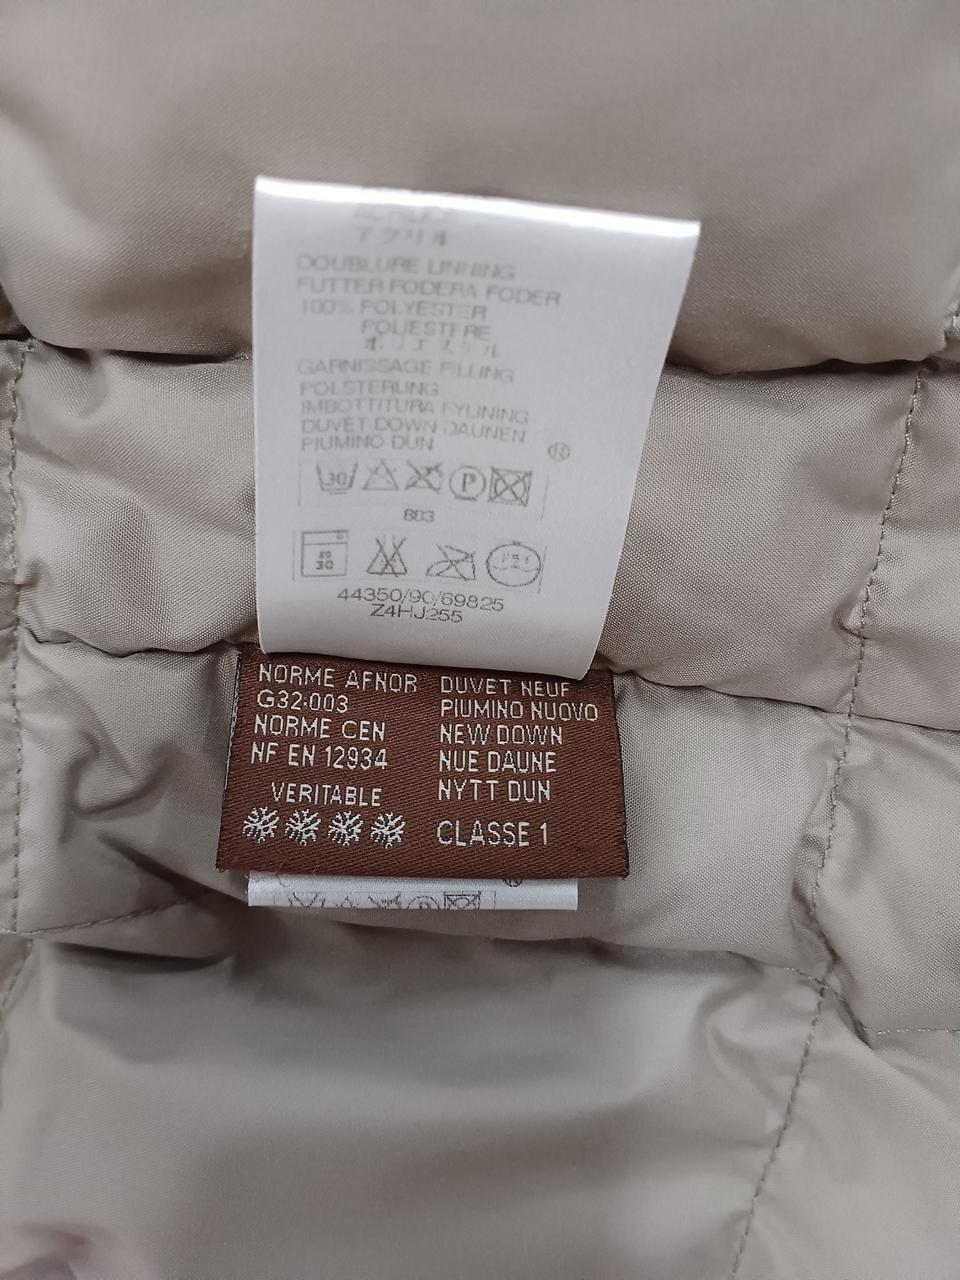 アクリル
DOUBLURE LINNING
FUTTER FODERA FODER
100% POLYESTER
POLIESTERE
ポリエステル
GARNISSAGE FILLING
POLSTERUNG
IMBOTTITURA FYLINING
DUVET DOWN DAUNEN
PIUMINO DUN
®
30
P
803
30
44350/90/69825
Z4HJ255
NORME AFNOR
G32-003
NORME CEN
NF EN 12934
VERITABLE
DUVET NEUF
PIUMINO NUOVO
NEW DOWN
NUE DAUNE
NYTT DUN
CLASSE 1